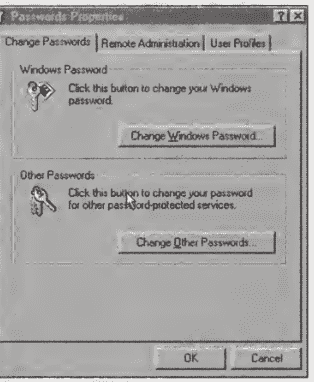 Passwords Properties
Change Passwords Remote Administration User Profiles
Windows Password
Click this button to change your Windows
password.
Change Windows Password...
Other Passwords
Click this button to change your password
for other password-protected services.
Change Other Passwords...
OK Cancel